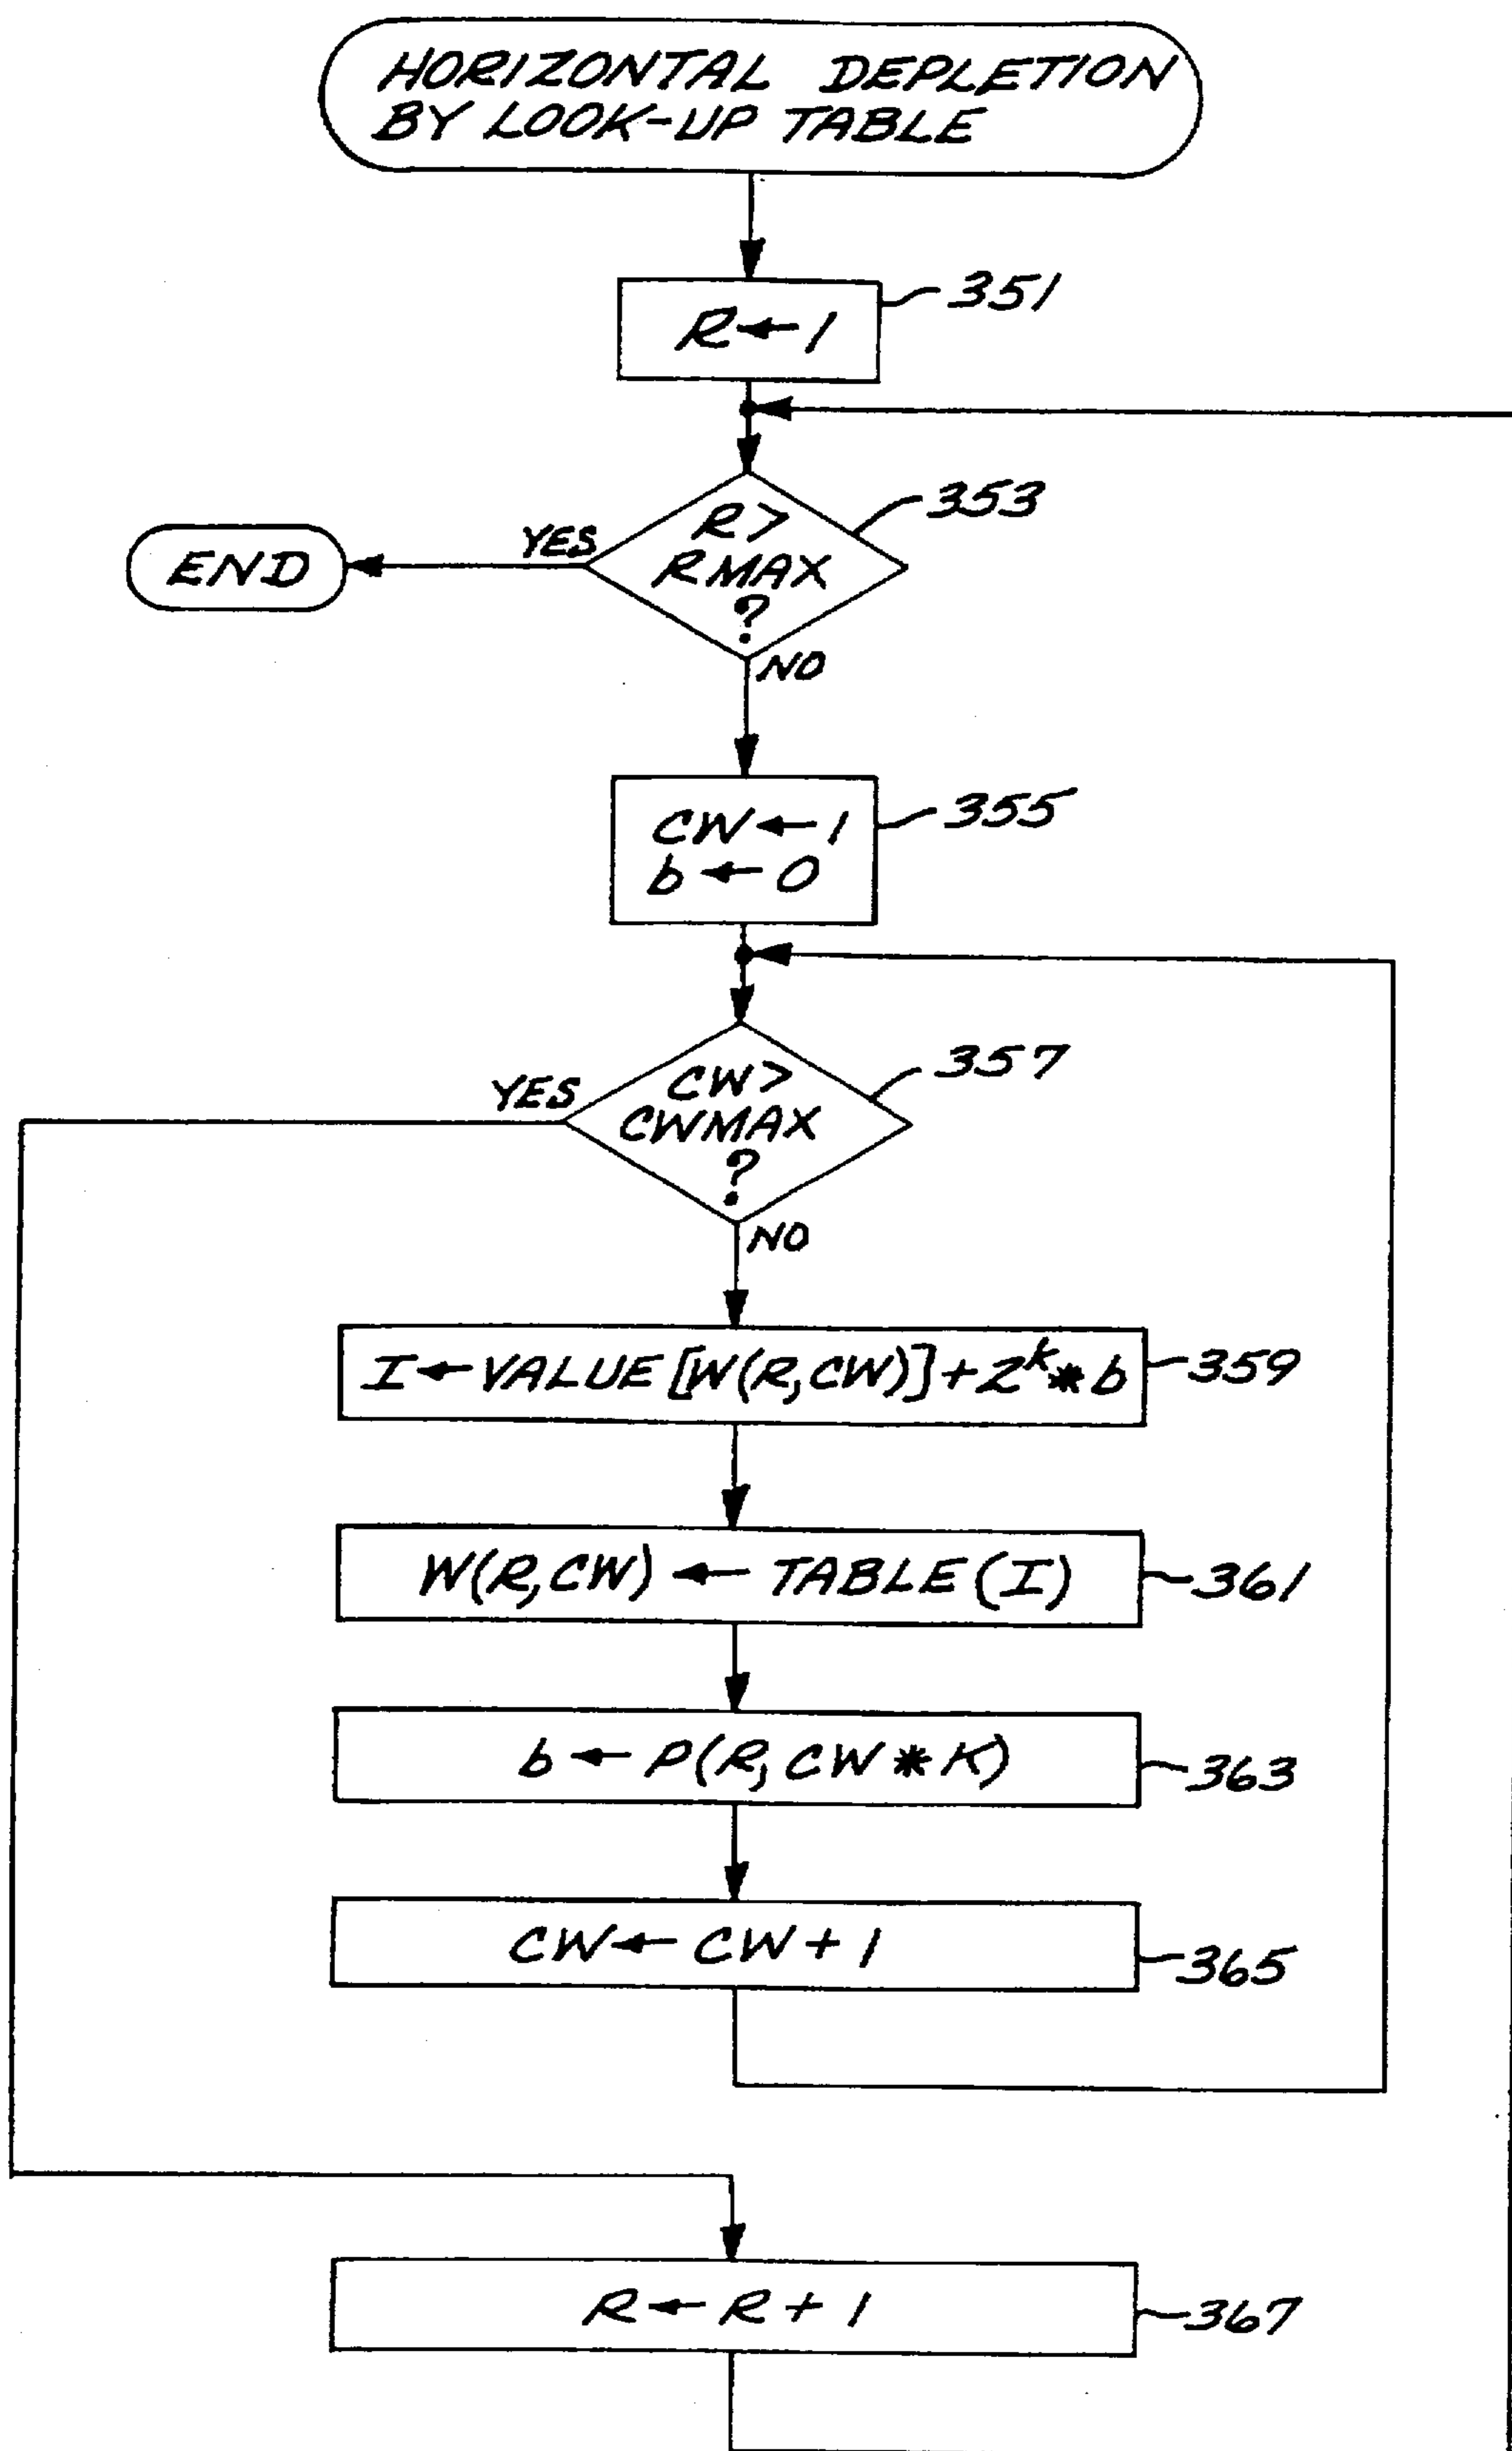 HORIZONTAL DEPLETION
BY LOOK-UP TABLE
351
R←1
353
R>
RMAX
?
YES
END
NO
355
CW←1
b←0
357
CW>
CWMAX
?
YES
NO
I←VALUE[W(R,CW)]+2^k*b
359
W(R,CW)←TABLE(I)
361
b←P(R,CW*K)
363
CW←CW+1
365
R←R+1
367